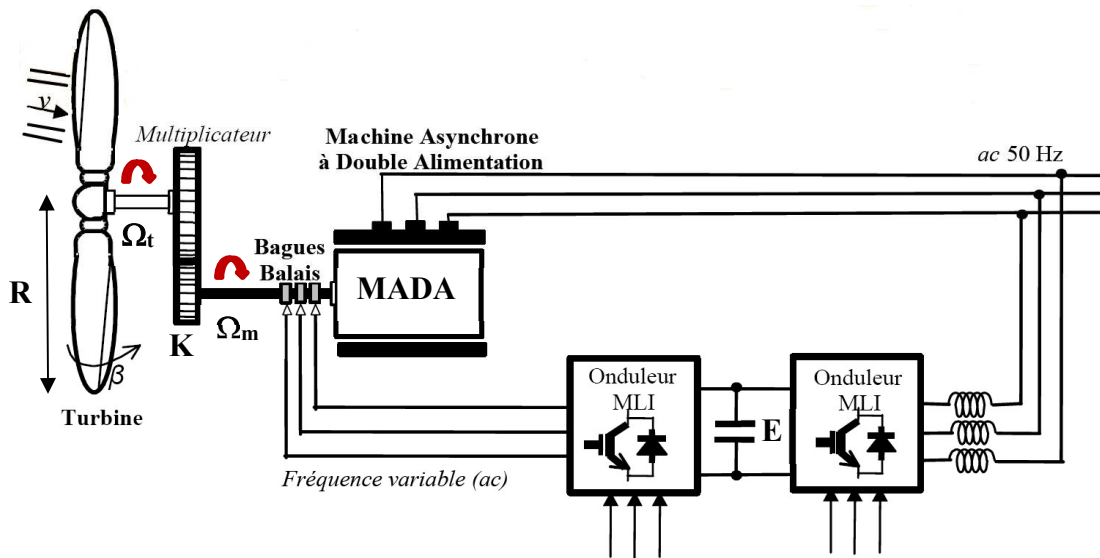 v
Multiplicateur
Machine Asynchrone
à Double Alimentation
ac 50 Hz
Ωt
Bagues
Balais
MADA
R
K
Ωm
β
Turbine
Onduleur
MLI
E
Onduleur
MLI
Fréquence variable (ac)